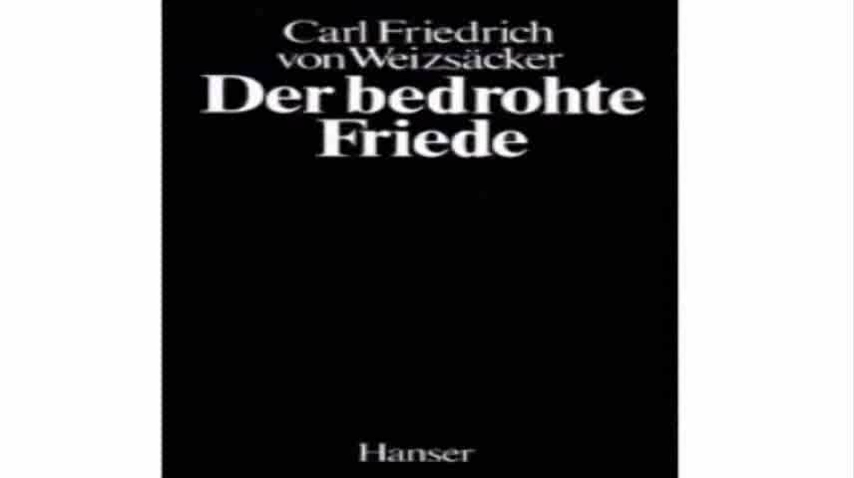 Carl Friedrich
von Weizsäcker
Der bedrohte
Friede
Hanser